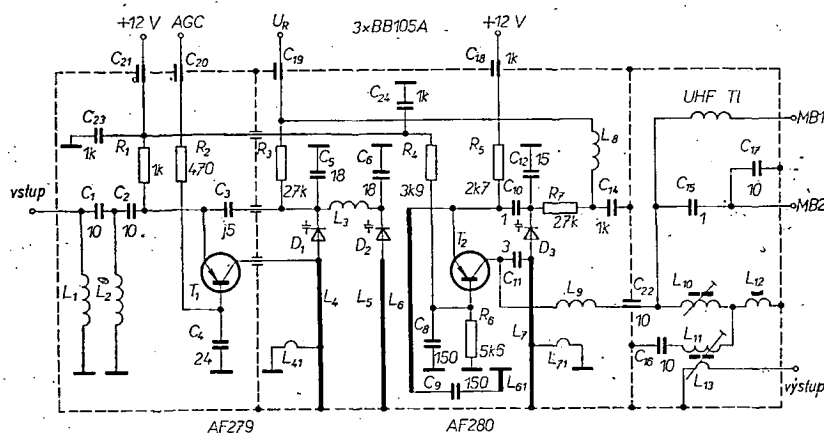 +12 V AGC U_R 3xBB105A +12 V
C21 C20 C19 C18 1k
C24 1k UHF Tl MB1
C23 1k R1 1k R2 470 R3 27k C5 18 C6 18 R4 3k9 R5 2k7 C12 15 L8 C17 10
vstup C1 10 C2 10 C3 j5 L3 C10 1 R7 27k C14 1k C15 1 MB2
T1 D1 D2 T2 D3 3 C11
L1 L2 L4 L5 L6 L7 L9 C22 10 L10 L12
C4 24 L41 C8 150 R6 5k6 L71 C16 10 L11 L13
C9 150 L61 výstup
AF279 AF280